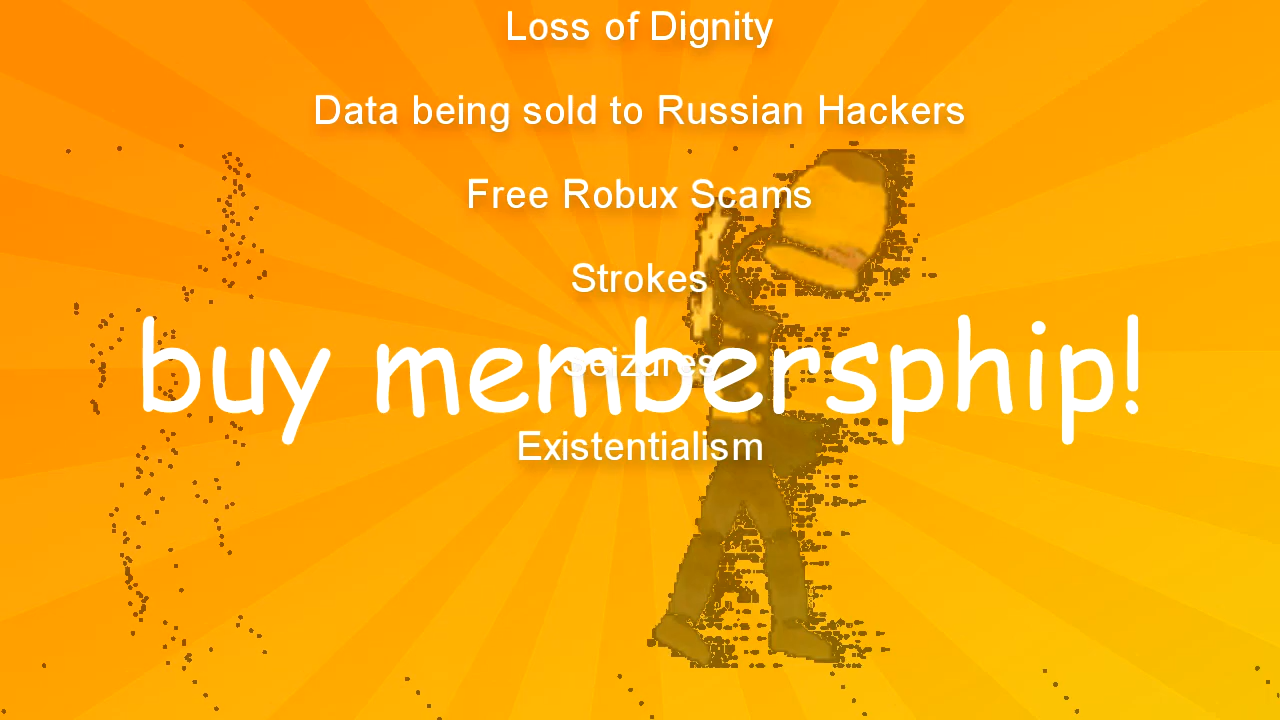 Loss of Dignity
Data being sold to Russian Hackers
Free Robux Scams
Strokes
buy membersphip!
Seizures
Existentialism